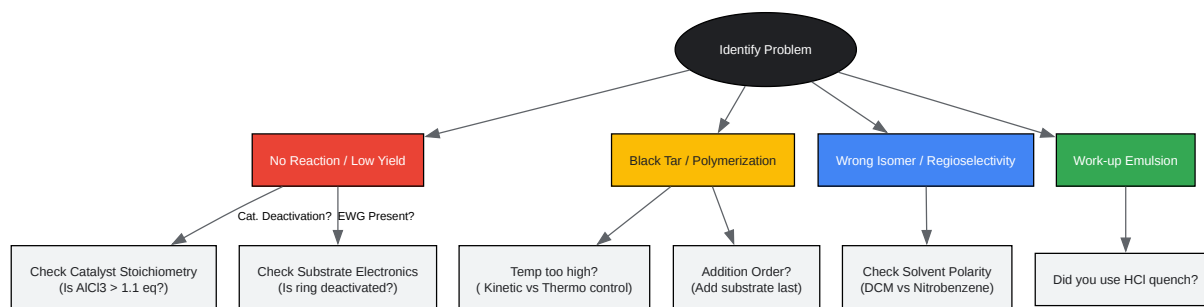 Identify Problem
No Reaction / Low Yield
Black Tar / Polymerization
Wrong Isomer / Regioselectivity
Work-up Emulsion
Cat. Deactivation?
EWG Present?
Check Catalyst Stoichiometry
(Is AlCl3 > 1.1 eq?)
Check Substrate Electronics
(Is ring deactivated?)
Temp too high?
( Kinetic vs Thermo control)
Addition Order?
(Add substrate last)
Check Solvent Polarity
(DCM vs Nitrobenzene)
Did you use HCl quench?